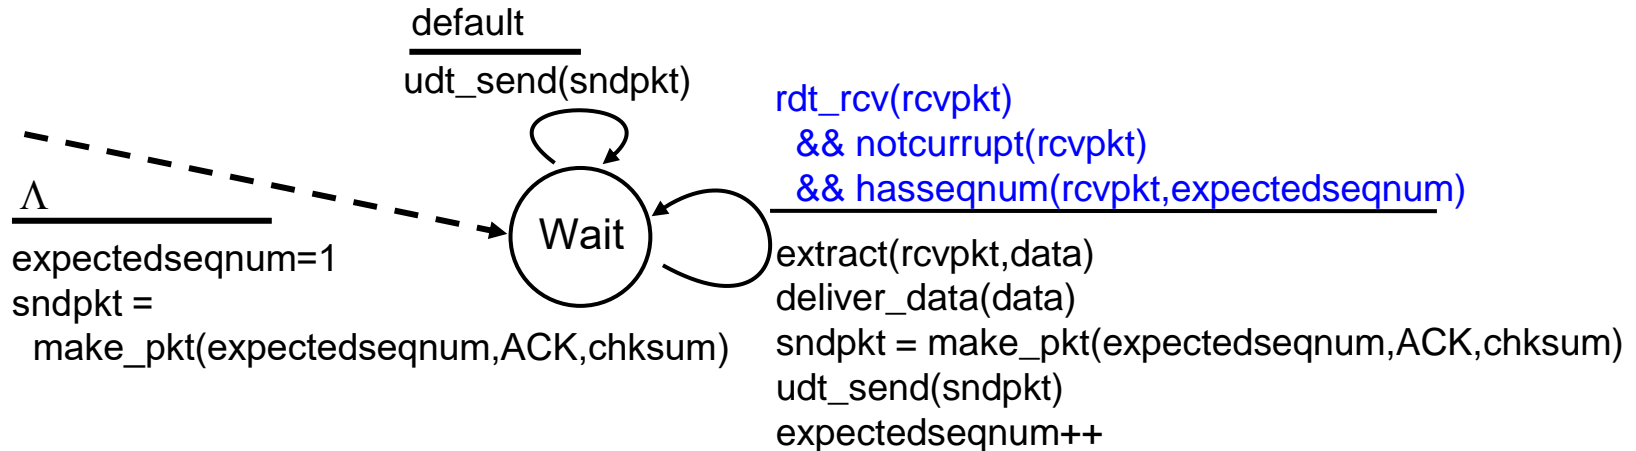 default
udt_send(sndpkt)
rdt_rcv(rcvpkt)
&& notcurrupt(rcvpkt)
&& hasseqnum(rcvpkt,expectedseqnum)
Λ
expectedseqnum=1
sndpkt =
make_pkt(expectedseqnum,ACK,chksum)
Wait
extract(rcvpkt,data)
deliver_data(data)
sndpkt = make_pkt(expectedseqnum,ACK,chksum)
udt_send(sndpkt)
expectedseqnum++